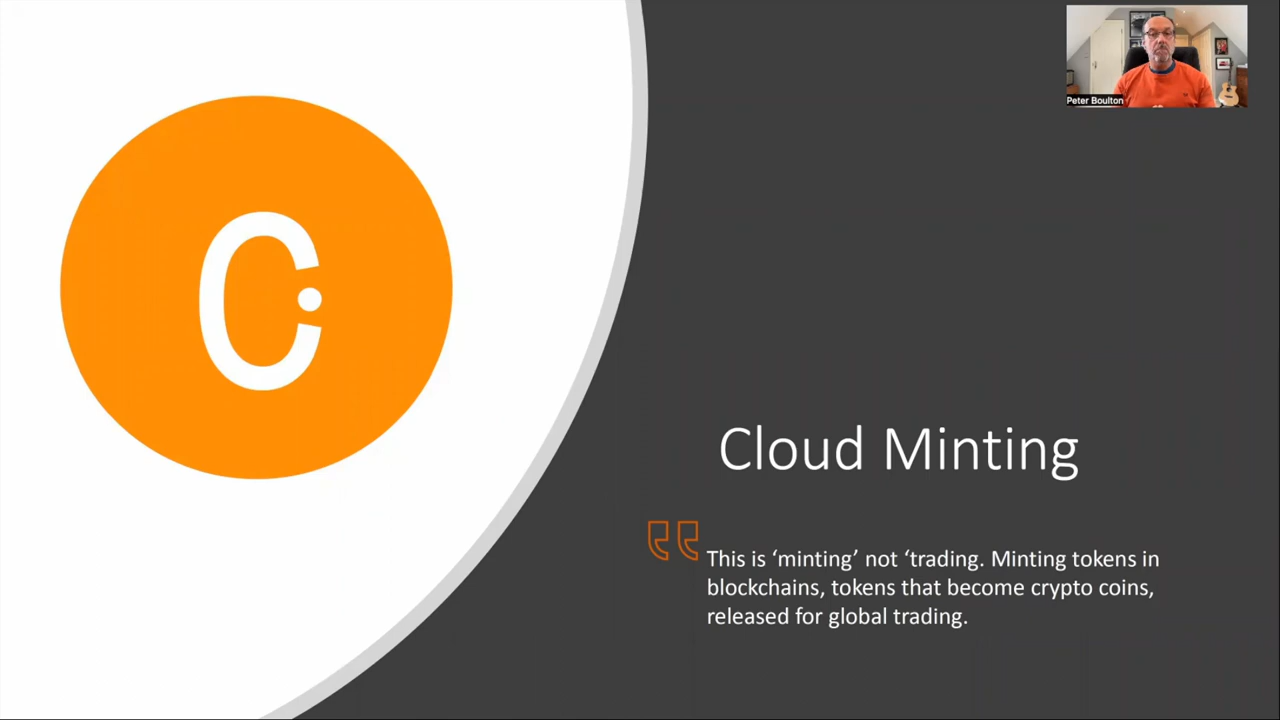 Peter Boulton
C
Cloud Minting
This is ‘minting’ not ‘trading. Minting tokens in
blockchains, tokens that become crypto coins,
released for global trading.